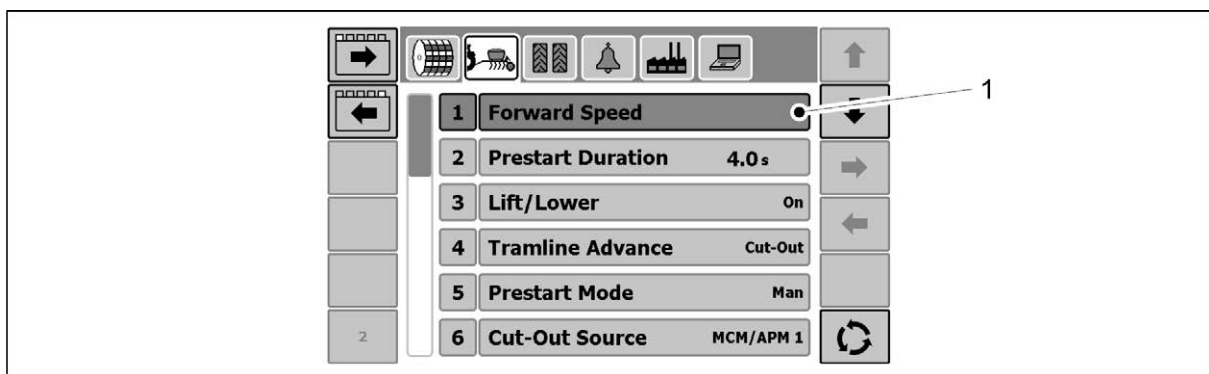 1 Forward Speed
1
2 Prestart Duration 4.0 s
3 Lift/Lower On
4 Tramline Advance Cut-Out
5 Prestart Mode Man
2 6 Cut-Out Source MCM/APM 1